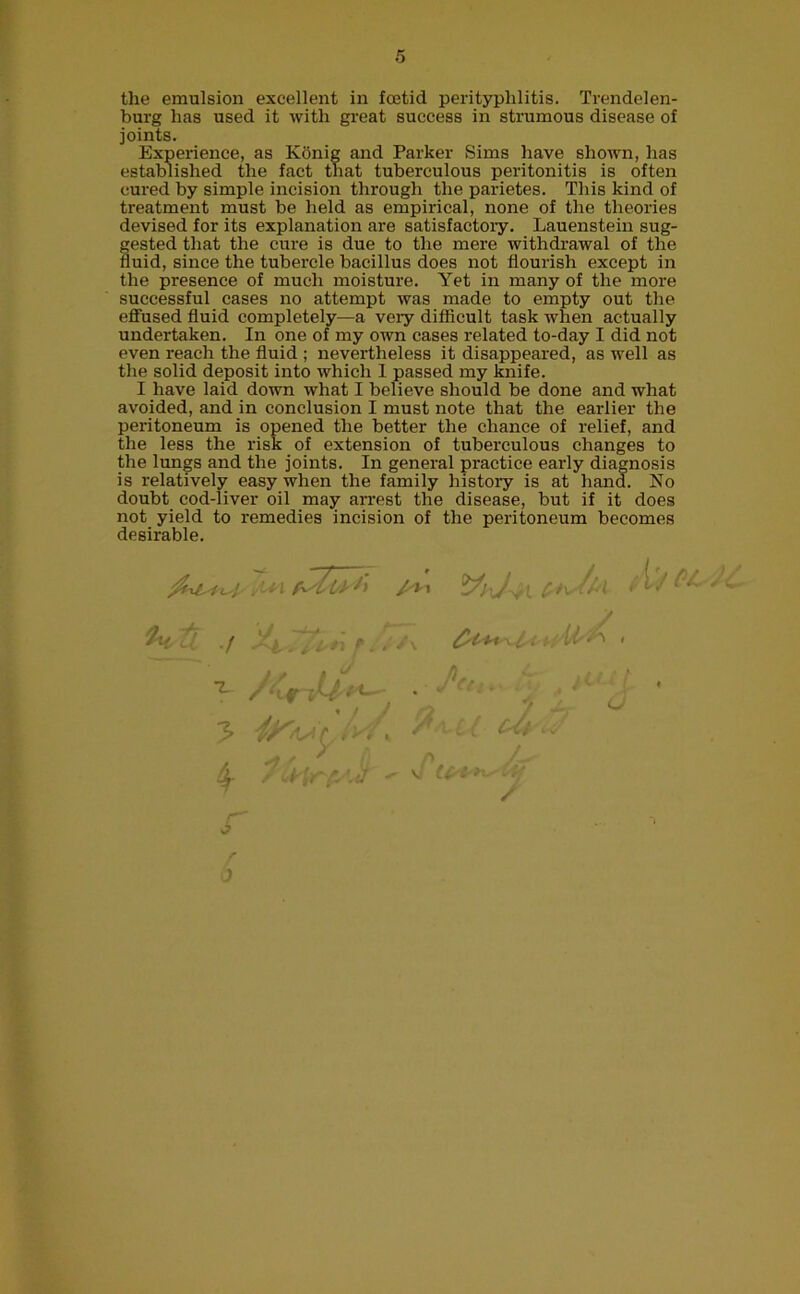 5
the emulsion excellent in fœtid perityphlitis. Trendelen-
burg has used it with great success in strumous disease of
joints.
Experience, as König and Parker Sims have shown, has
established the fact that tuberculous peritonitis is often
cured by simple incision through the parietes. This kind of
treatment must be held as empirical, none of the theories
devised for its explanation are satisfactory. Lauenstein sug-
gested that the cure is due to the mere withdrawal of the
fluid, since the tubercle bacillus does not flourish except in
the presence of much moisture. Yet in many of the more
successful cases no attempt was made to empty out the
effused fluid completely—a very difficult task when actually
undertaken. In one of my own cases related to-day I did not
even reach the fluid ; nevertheless it disappeared, as well as
the solid deposit into which I passed my knife.
I have laid down what I believe should be done and what
avoided, and in conclusion I must note that the earlier the
peritoneum is opened the better the chance of relief, and
the less the risk of extension of tuberculous changes to
the lungs and the joints. In general practice early diagnosis
is relatively easy when the family history is at hand. No
doubt cod-liver oil may arrest the disease, but if it does
not yield to remedies incision of the peritoneum becomes
desirable.
2
3
4
5
6